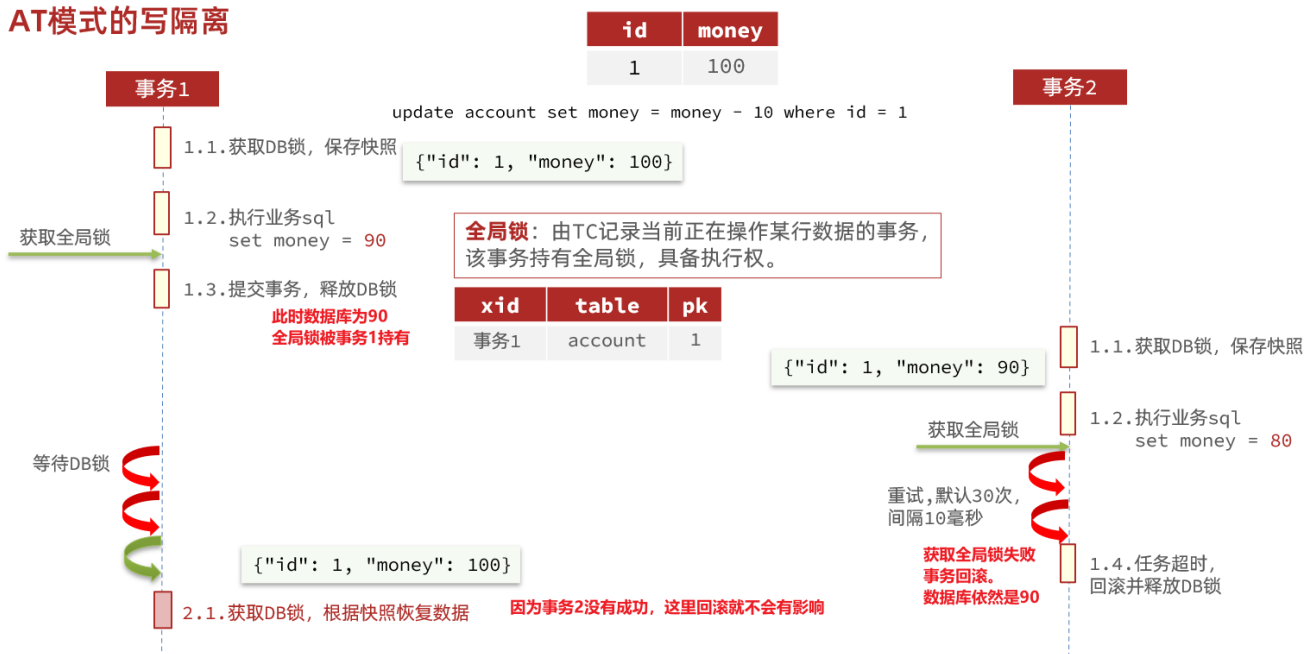 AT模式的写隔离
id money
1 100
事务1
事务2
update account set money = money - 10 where id = 1
1.1.获取DB锁，保存快照
{"id": 1, "money": 100}
1.2.执行业务sql
set money = 90
获取全局锁
全局锁：由TC记录当前正在操作某行数据的事务，
该事务持有全局锁，具备执行权。
1.3.提交事务，释放DB锁
此时数据库为90
全局锁被事务1持有
xid table pk
事务1 account 1
1.1.获取DB锁，保存快照
{"id": 1, "money": 90}
1.2.执行业务sql
set money = 80
获取全局锁
等待DB锁
重试,默认30次，
间隔10毫秒
获取全局锁失败
事务回滚。
数据库依然是90
1.4.任务超时，
回滚并释放DB锁
{"id": 1, "money": 100}
2.1.获取DB锁，根据快照恢复数据
因为事务2没有成功，这里回滚就不会有影响